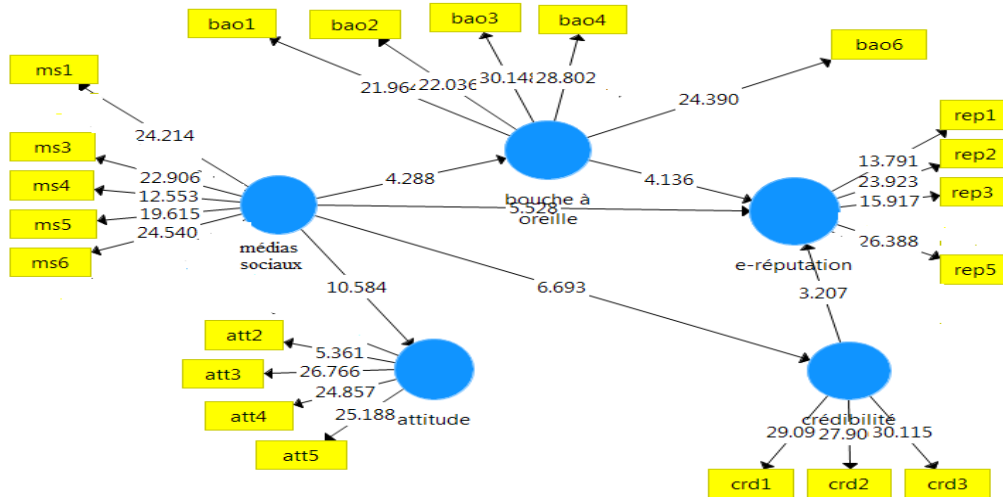 bao1
bao2
bao3
bao4
bao6
ms1
ms3
ms4
ms5
ms6
24.214
22.906
12.553
19.615
24.540
22.036
28.802
24.390
4.288
4.136
5.528
bouche à
oreille
médias
sociaux
e-réputation
rep1
rep2
rep3
rep5
13.791
23.923
15.917
26.388
10.584
6.693
3.207
att2
att3
att4
att5
5.361
26.766
24.857
25.188
attitude
crédibilité
29.09
27.90
30.115
crd1
crd2
crd3